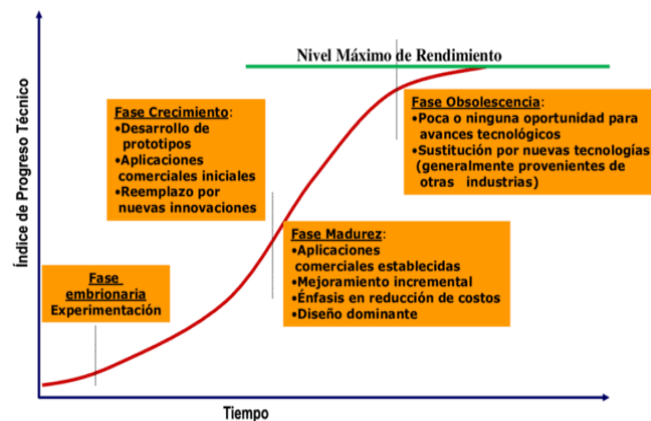 Nivel Máximo de Rendimiento
Fase Crecimiento:
•Desarrollo de
prototipos
•Aplicaciones
comerciales iniciales
•Reemplazo por
nuevas innovaciones
Fase Obsolescencia:
•Poca o ninguna oportunidad para
avances tecnológicos
•Sustitución por nuevas tecnologías
(generalmente provenientes de
otras industrias)
Fase Madurez:
•Aplicaciones
comerciales establecidas
•Mejoramiento incremental
•Énfasis en reducción de costos
•Diseño dominante
Fase
embrionaria
Experimentación
Índice de Progreso Técnico
Tiempo